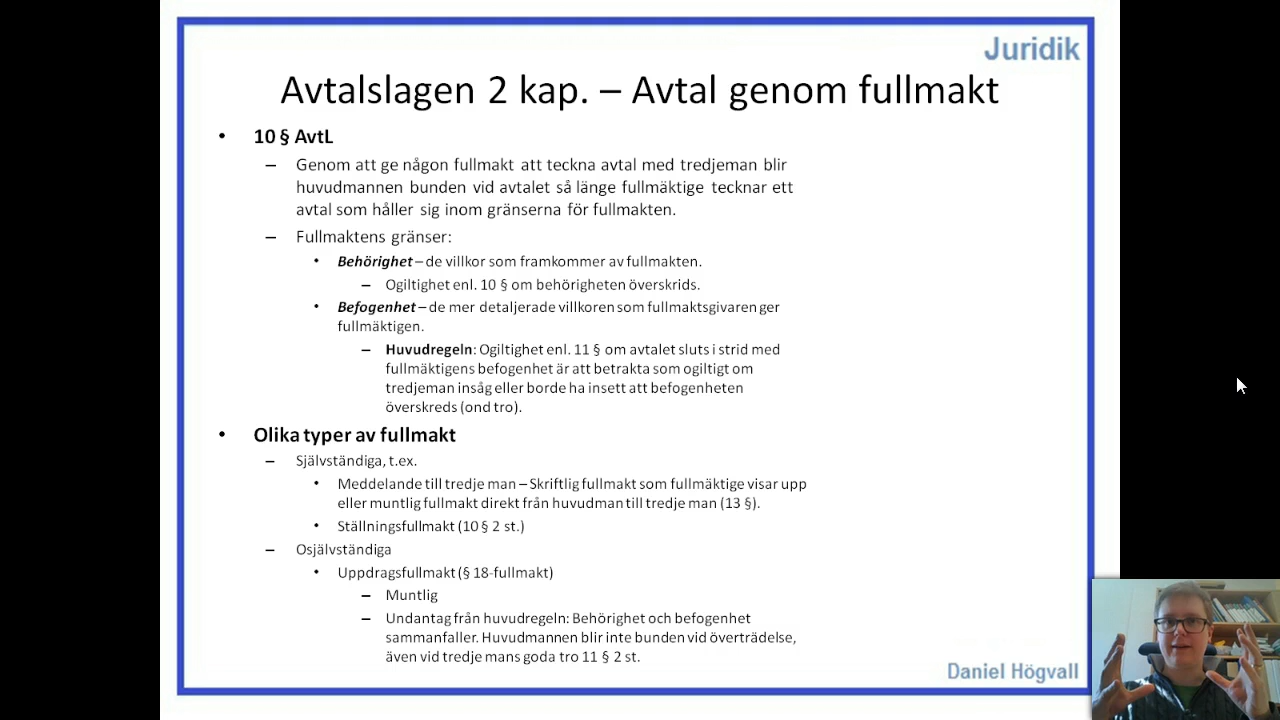 Juridik
Avtalslagen 2 kap. – Avtal genom fullmakt
• 10 § AvtL
– Genom att ge någon fullmakt att teckna avtal med tredjeman blir
huvudmannen bunden vid avtalet så länge fullmäktige tecknar ett
avtal som håller sig inom gränserna för fullmakten.
– Fullmaktens gränser:
• Behörighet – de villkor som framkommer av fullmakten.
– Ogiltighet enl. 10 § om behörigheten överskrids.
• Befogenhet – de mer detaljerade villkoren som fullmaktsgivaren ger
fullmäktigen.
– Huvudregeln: Ogiltighet enl. 11 § om avtalet sluts i strid med
fullmäktigens befogenhet är att betrakta som ogiltigt om
tredjeman insåg eller borde ha insett att befogenheten
överskreds (ond tro).
• Olika typer av fullmakt
– Självständiga, t.ex.
• Meddelande till tredje man – Skriftlig fullmakt som fullmäktige visar upp
eller muntlig fullmakt direkt från huvudman till tredje man (13 §).
• Ställningsfullmakt (10 § 2 st.)
– Osjälvständiga
• Uppdragsfullmakt (§ 18-fullmakt)
– Muntlig
– Undantag från huvudregeln: Behörighet och befogenhet
sammanfaller. Huvudmannen blir inte bunden vid överträdelse,
även vid tredje mans goda tro 11 § 2 st.
Daniel Högvall